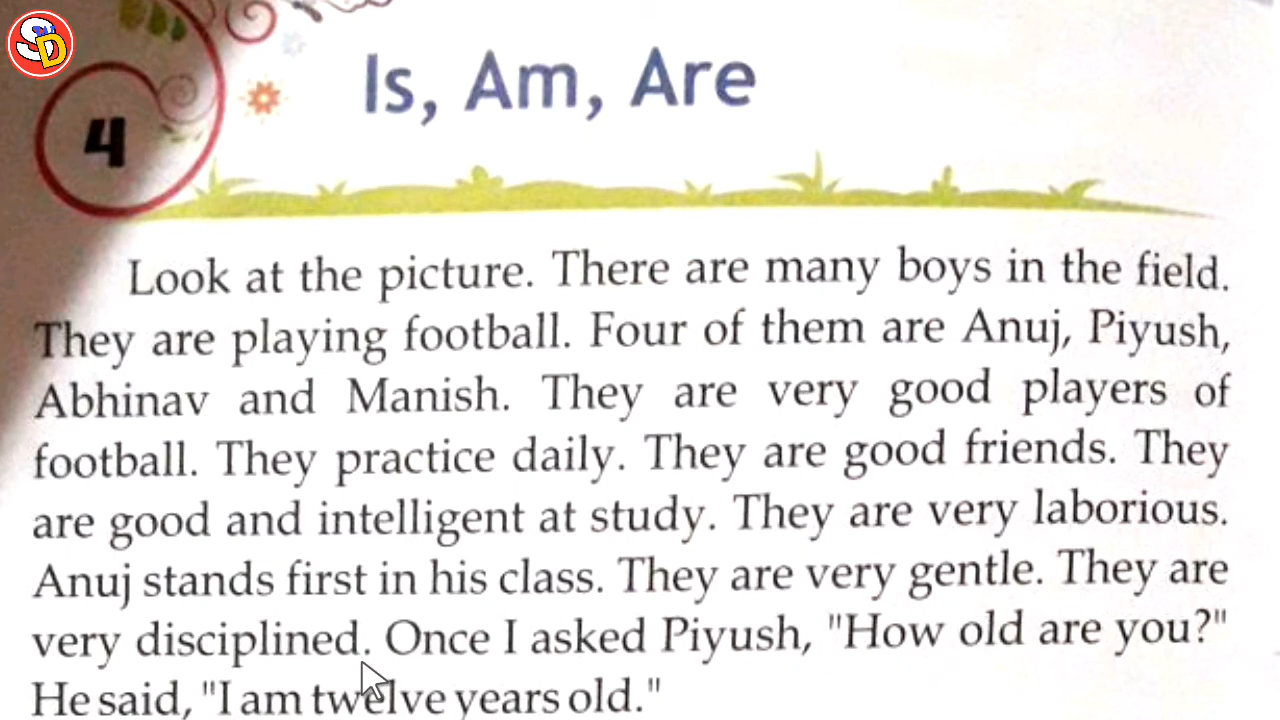 SD
4
Is, Am, Are
Look at the picture. There are many boys in the field.
They are playing football. Four of them are Anuj, Piyush,
Abhinav and Manish. They are very good players of
football. They practice daily. They are good friends. They
are good and intelligent at study. They are very laborious.
Anuj stands first in his class. They are very gentle. They are
very disciplined. Once I asked Piyush, "How old are you?"
He said, "I am twelve years old."